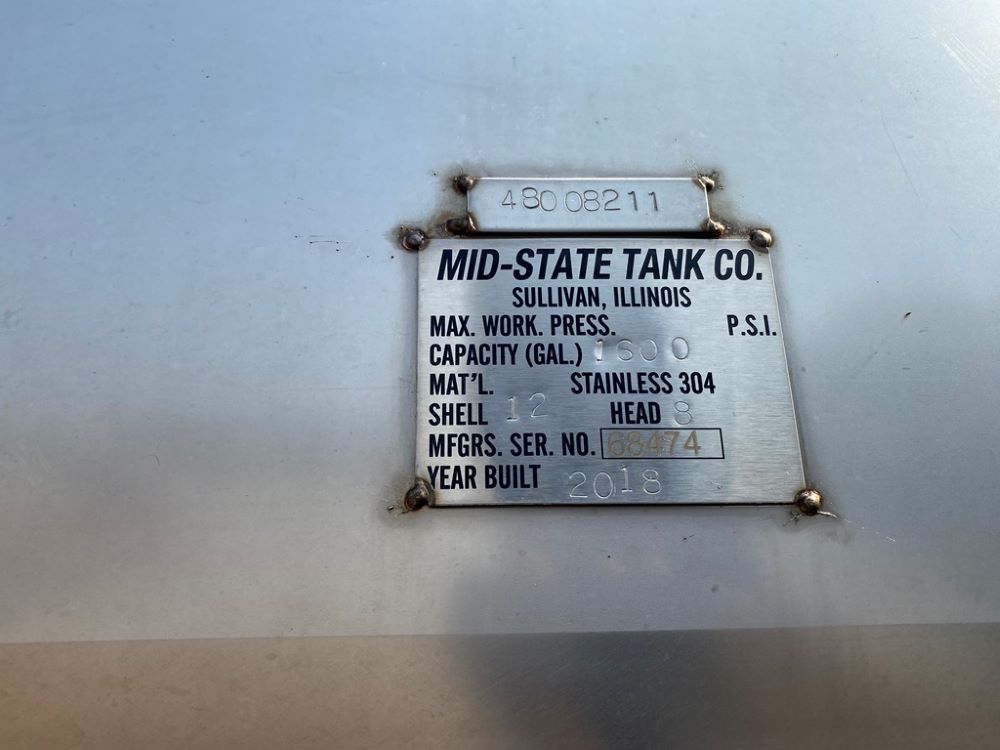 48008211
MID-STATE TANK CO.
SULLIVAN, ILLINOIS
MAX. WORK. PRESS. P.S.I.
CAPACITY (GAL.) 1600
MAT'L. STAINLESS 304
SHELL 12 HEAD 8
MFGRS. SER. NO. 68474
YEAR BUILT 2018